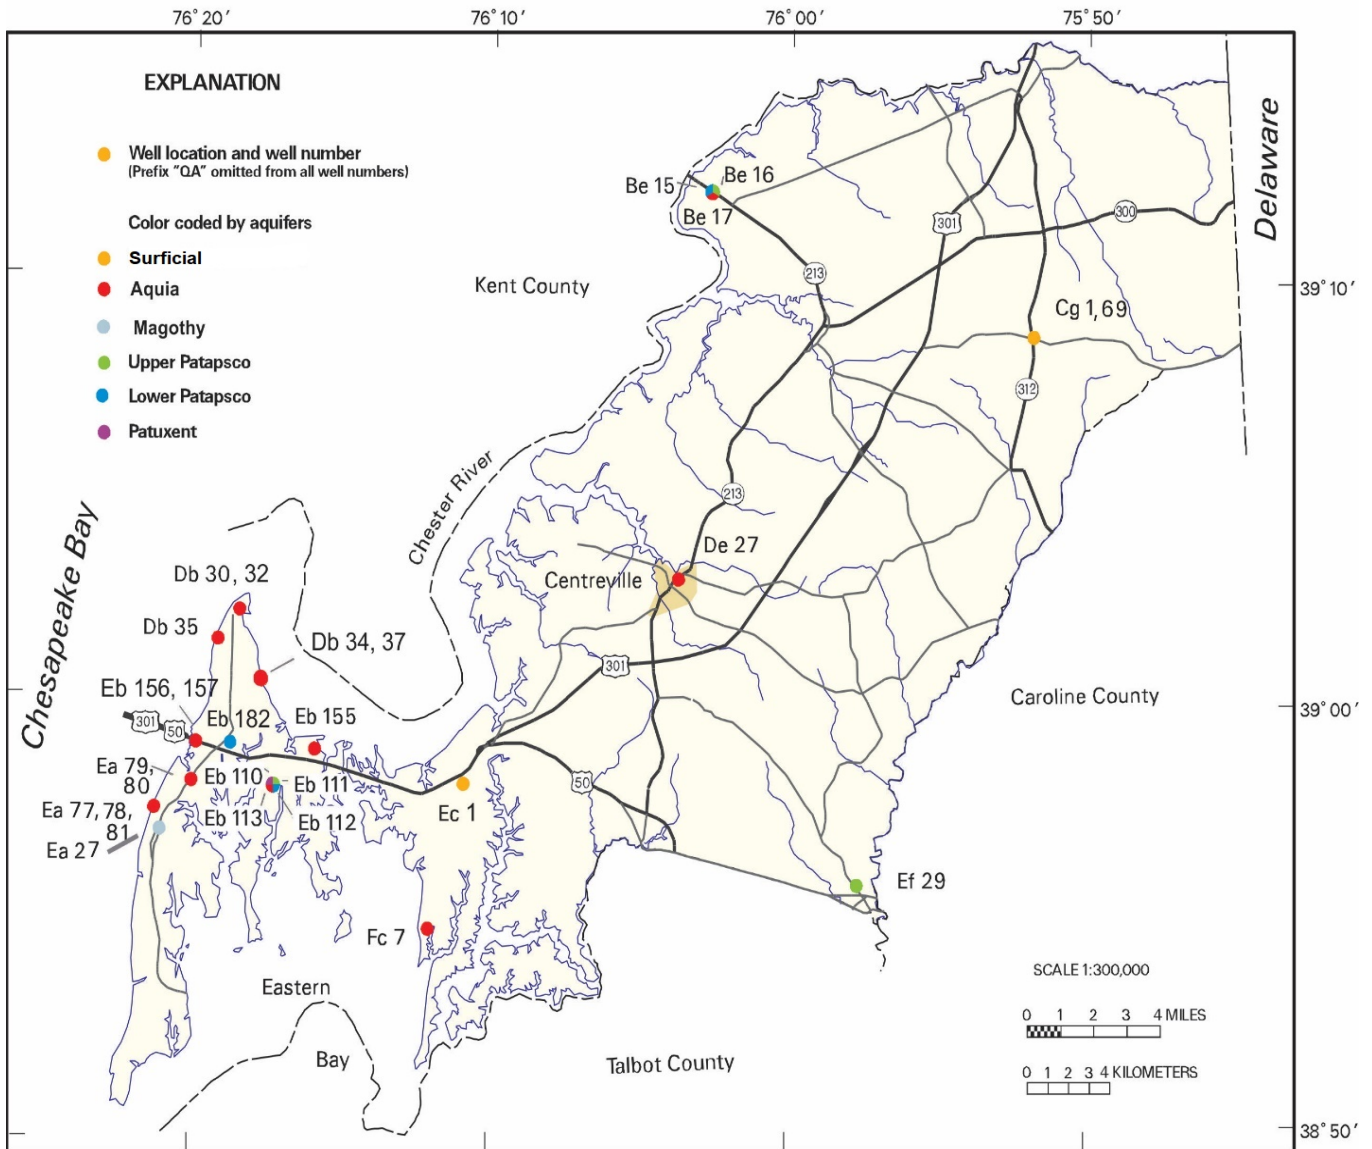 76°20'
76°10'
76°00'
75°50'
EXPLANATION
Well location and well number
(Prefix "QA" omitted from all well numbers)
Color coded by aquifers
Surficial
Aquia
Magothy
Upper Patapsco
Lower Patapsco
Patuxent
Delaware
Be 15
Be 16
Be 17
300
301
213
Kent County
39°10'
Cg 1,69
312
Chester River
213
Chesapeake Bay
De 27
Centreville
Db 30, 32
Db 35
Db 34, 37
301
Eb 156, 157
Caroline County
39°00'
301
50
Eb 182
Eb 155
Ea 79,
80
Eb 110
Eb 111
50
Ea 77, 78,
81
Eb 113
Eb 112
Ec 1
Ea 27
Ef 29
Fc 7
SCALE 1:300,000
Eastern
0 1 2 3 4 MILES
Bay
Talbot County
0 1 2 3 4 KILOMETERS
38°50'